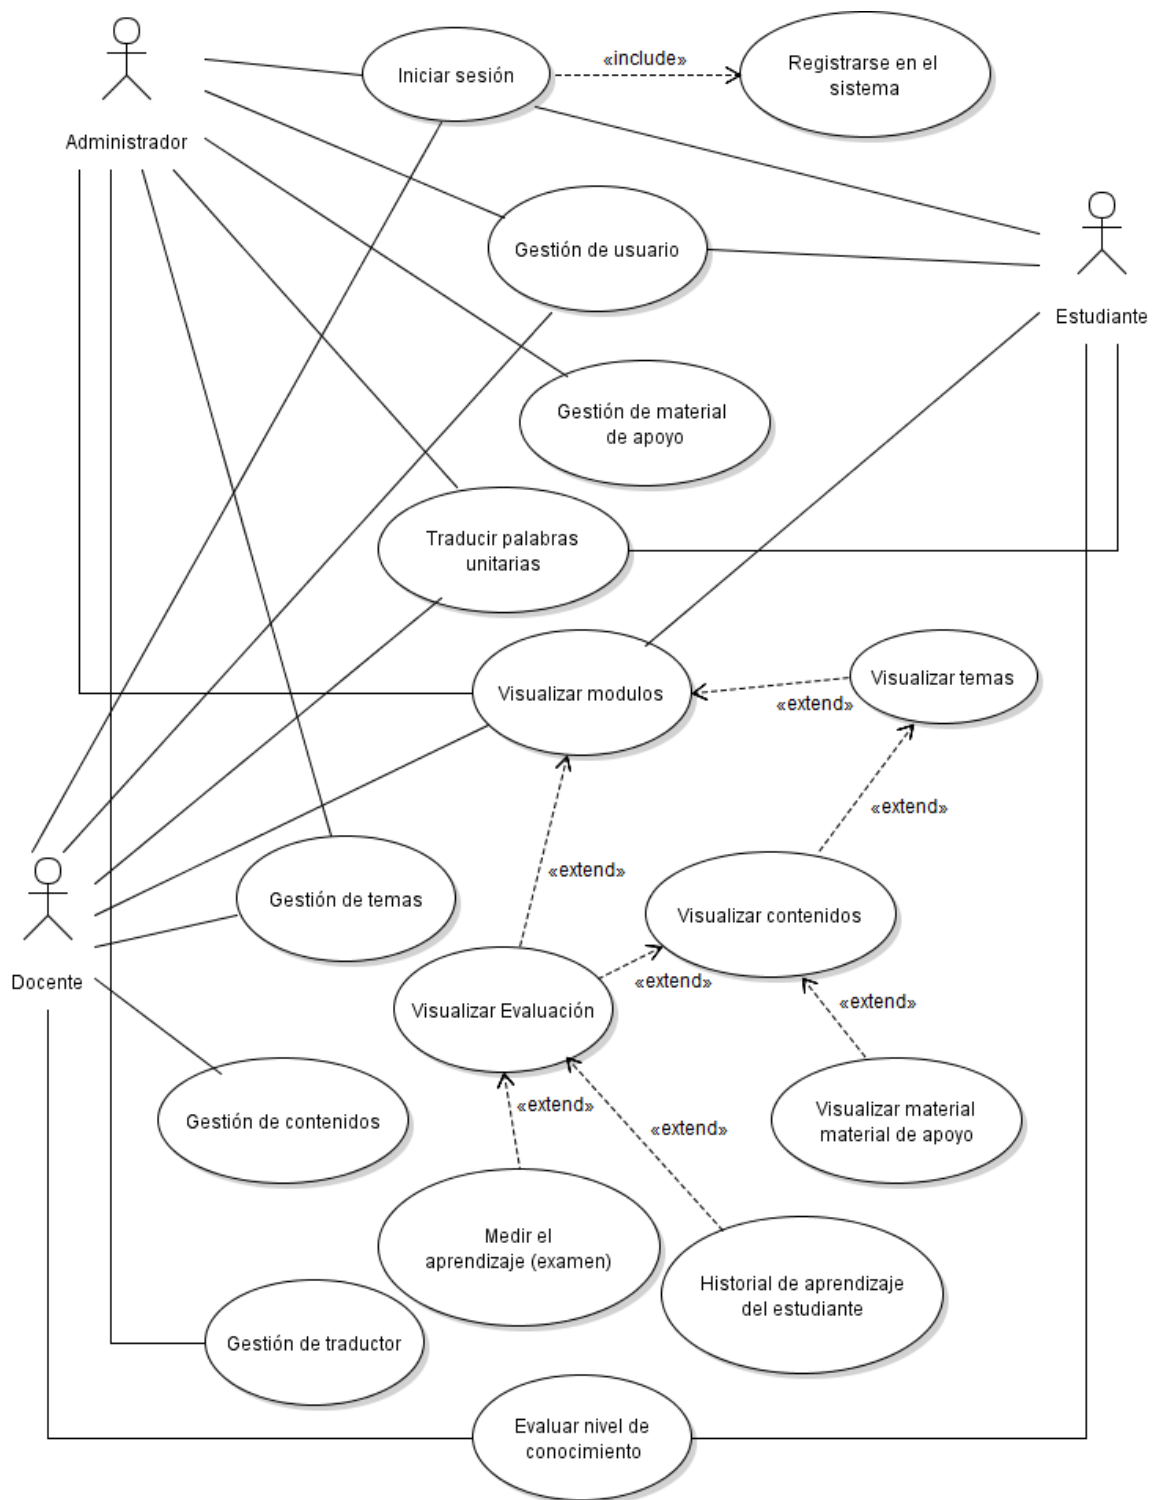 Iniciar sesión
«include»
Registrarse en el
sistema
Administrador
Gestión de usuario
Estudiante
Gestión de material
de apoyo
Traducir palabras
unitarias
Visualizar modulos
Visualizar temas
«extend»
«extend»
«extend»
Gestión de temas
Visualizar contenidos
Docente
«extend»
Visualizar Evaluación
«extend»
«extend»
Gestión de contenidos
Visualizar material
material de apoyo
«extend»
Medir el
aprendizaje (examen)
Historial de aprendizaje
del estudiante
Gestión de traductor
Evaluar nivel de
conocimiento